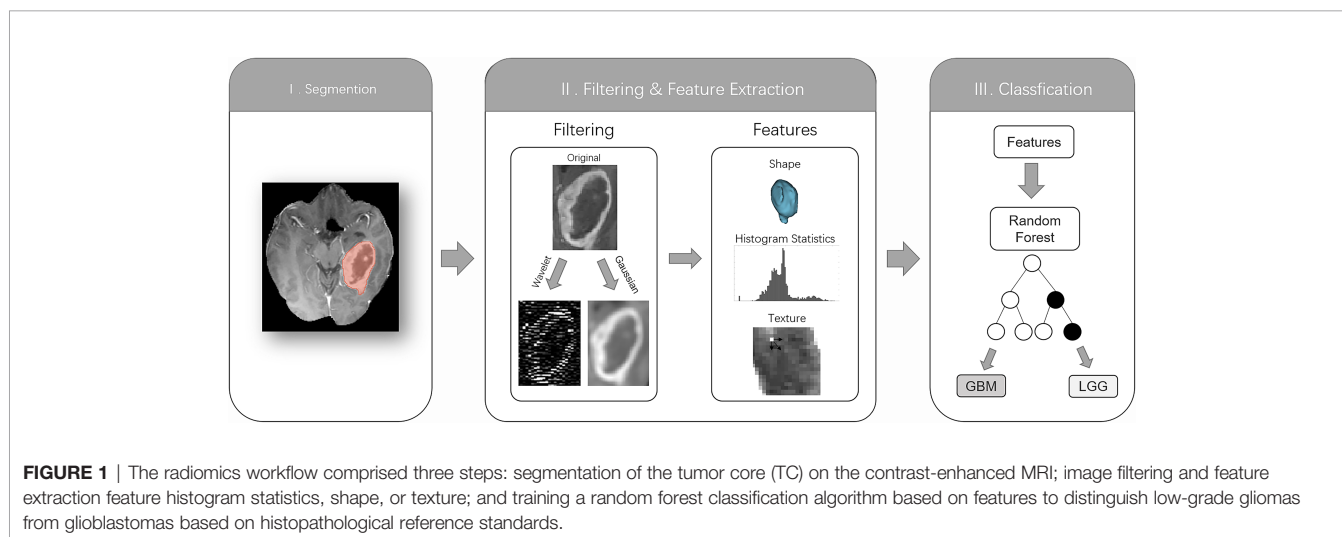 I . Segmention
II . Filtering & Feature Extraction
III . Classfication
Filtering
Features
Original
Wavelet
Gaussian
Shape
Histogram Statistics
Texture
Features
Random
Forest
GBM
LGG
FIGURE 1 | The radiomics workflow comprised three steps: segmentation of the tumor core (TC) on the contrast-enhanced MRI; image filtering and feature
extraction feature histogram statistics, shape, or texture; and training a random forest classification algorithm based on features to distinguish low-grade gliomas
from glioblastomas based on histopathological reference standards.